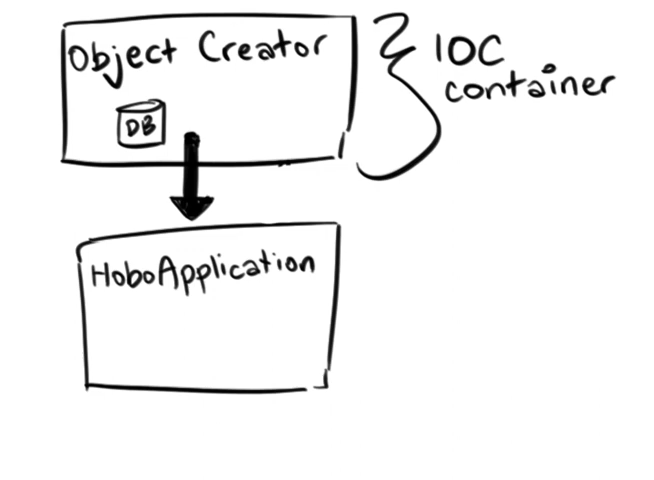 Object Creator
IOC
container
DB
HoboApplication